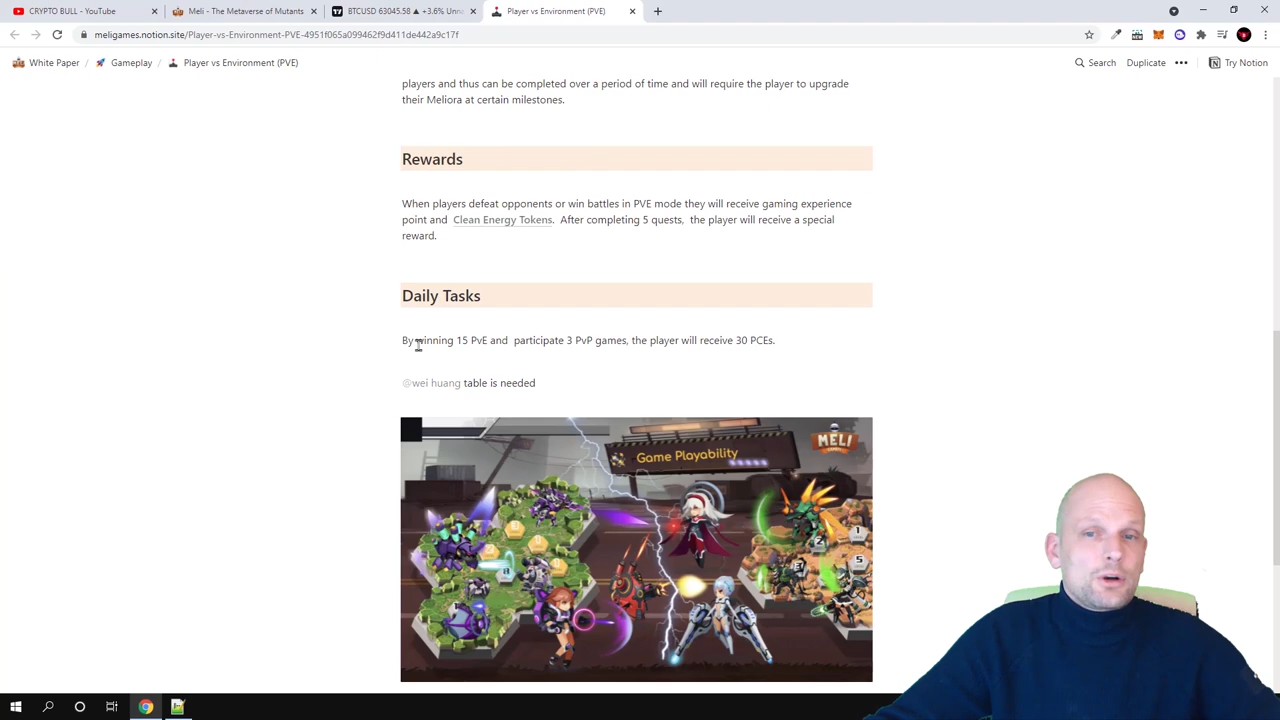 CRYPTO BULL - YouTube
Meli - The Metaverse of Mutants
BTCUSD 63045.58 ▲ +3.6% Unna
Player vs Environment (PVE)
meligames.notion.site/Player-vs-Environment-PVE-4951f065a099462f9d411de442a9c17f
White Paper / Gameplay / Player vs Environment (PVE)
Search Duplicate ••• Try Notion
players and thus can be completed over a period of time and will require the player to upgrade
their Meliora at certain milestones.
Rewards
When players defeat opponents or win battles in PVE mode they will receive gaming experience
point and Clean Energy Tokens. After completing 5 quests, the player will receive a special
reward.
Daily Tasks
By winning 15 PvE and participate 3 PvP games, the player will receive 30 PCEs.
@wei huang table is needed
MELI
Game Playability
1
5